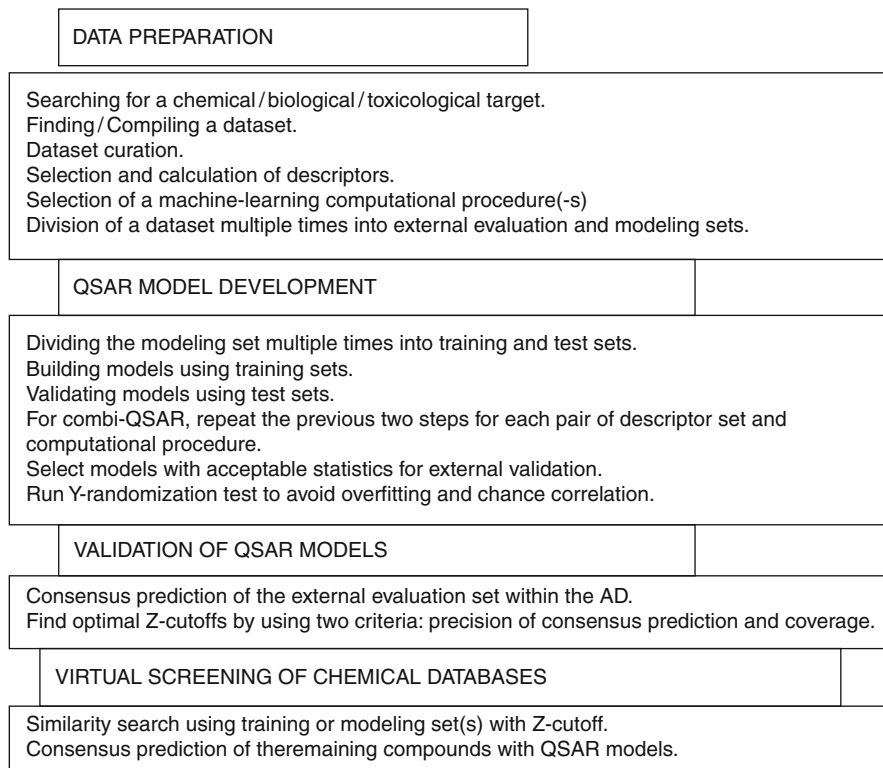 DATA PREPARATION
Searching for a chemical/biological/toxicological target.
Finding/Compiling a dataset.
Dataset curation.
Selection and calculation of descriptors.
Selection of a machine-learning computational procedure(-s)
Division of a dataset multiple times into external evaluation and modeling sets.
QSAR MODEL DEVELOPMENT
Dividing the modeling set multiple times into training and test sets.
Building models using training sets.
Validating models using test sets.
For combi-QSAR, repeat the previous two steps for each pair of descriptor set and
computational procedure.
Select models with acceptable statistics for external validation.
Run Y-randomization test to avoid overfitting and chance correlation.
VALIDATION OF QSAR MODELS
Consensus prediction of the external evaluation set within the AD.
Find optimal Z-cutoffs by using two criteria: precision of consensus prediction and coverage.
VIRTUAL SCREENING OF CHEMICAL DATABASES
Similarity search using training or modeling set(s) with Z-cutoff.
Consensus prediction of theremaining compounds with QSAR models.